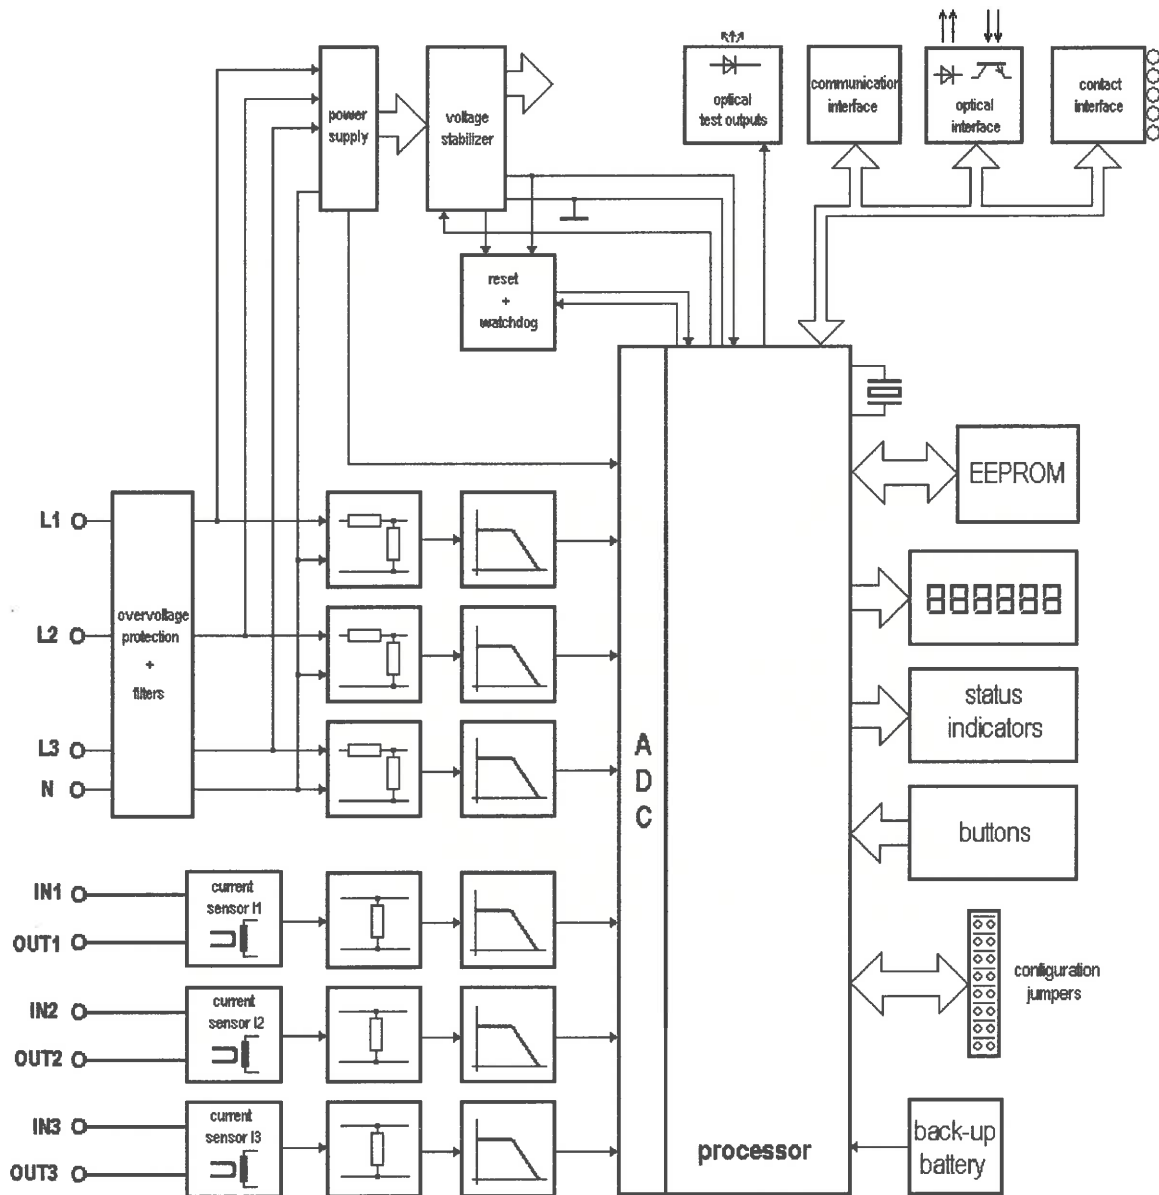 power
supply
voltage
stabilizer
optical
test outputs
communication
interface
optical
interface
contact
interface
reset
+
watchdog
EEPROM
L1
L2
L3
N
overvoltage
protection
+
filters
888888
status
indicators
A
D
C
buttons
IN1
OUT1
current
sensor I1
configuration
jumpers
IN2
OUT2
current
sensor I2
IN3
OUT3
current
sensor I3
processor
back-up
battery